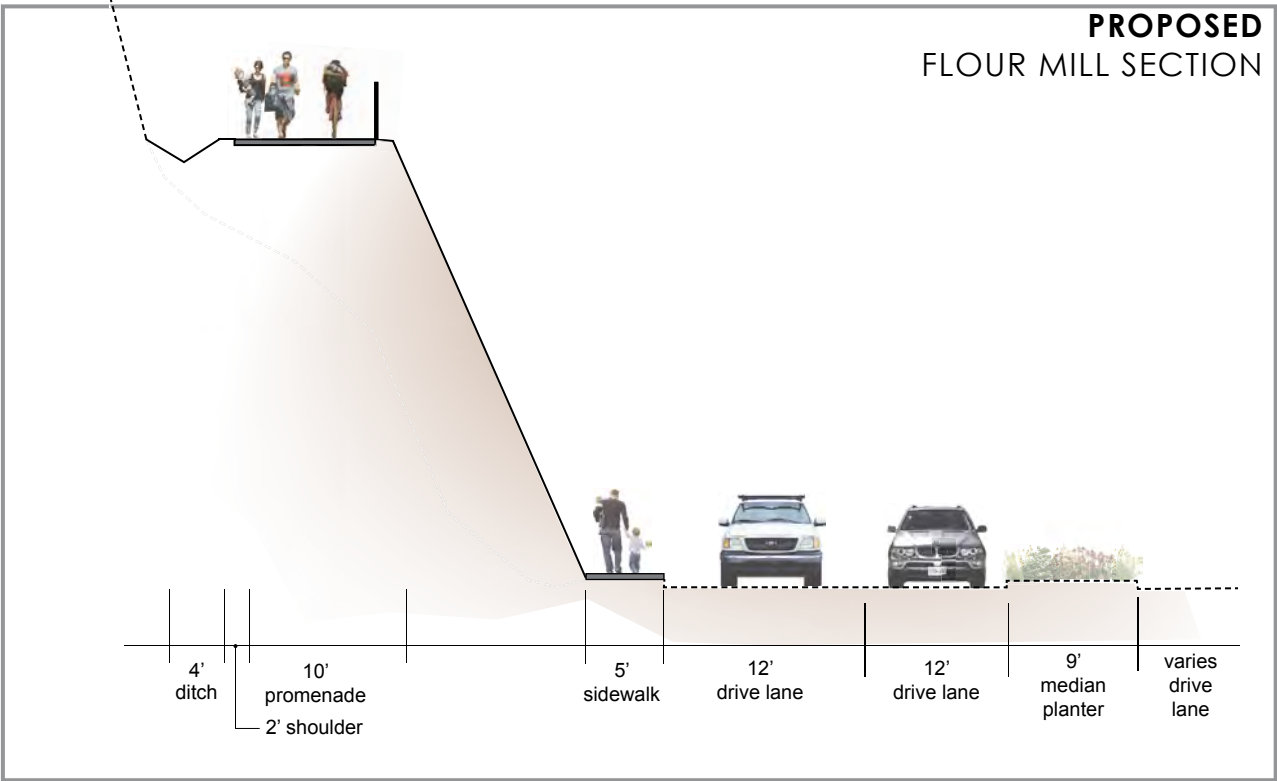 PROPOSED
FLOUR MILL SECTION
4’
ditch
10’
promenade
2’ shoulder
5’
sidewalk
12’
drive lane
12’
drive lane
9’
median
planter
varies
drive
lane